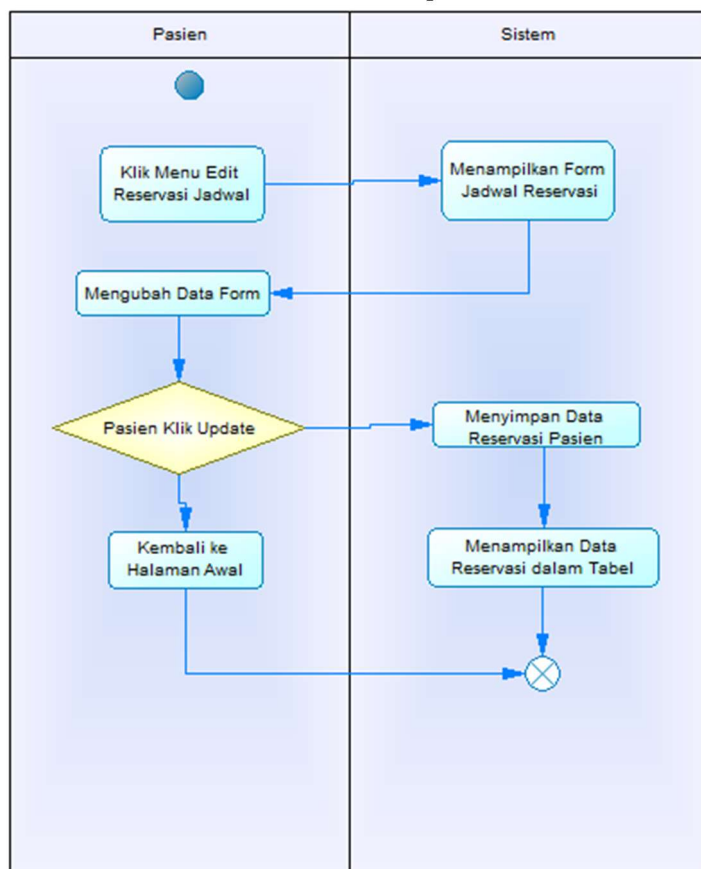 Pasien
Sistem
Klik Menu Edit
Reservasi Jadwal
Menampilkan Form
Jadwal Reservasi
Mengubah Data Form
Pasien Klik Update
Menyimpan Data
Reservasi Pasien
Kembali ke
Halaman Awal
Menampilkan Data
Reservasi dalam Tabel